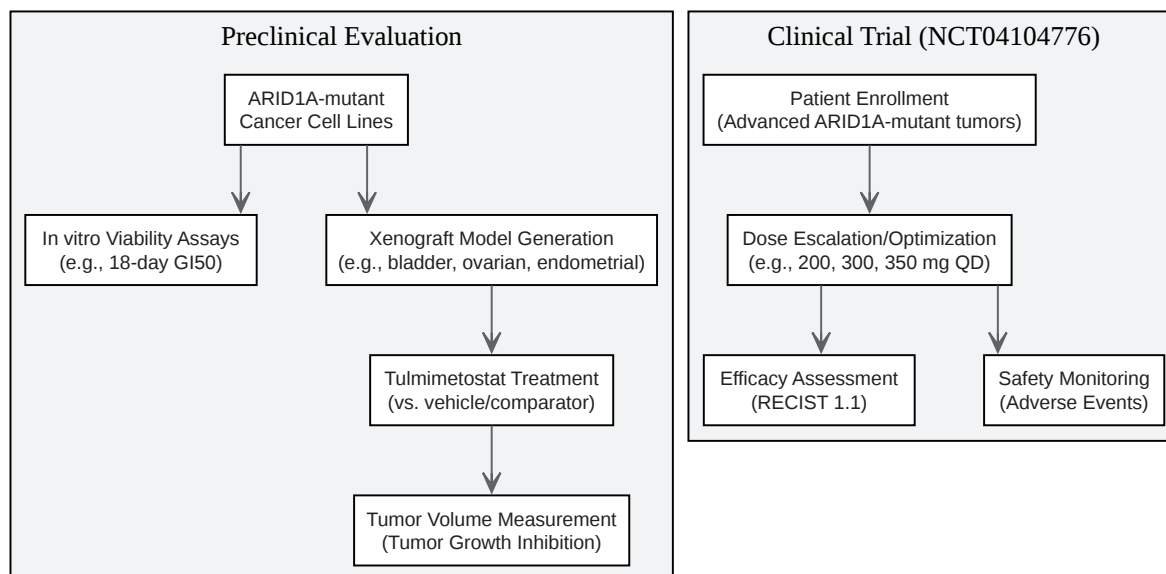 Preclinical Evaluation
ARID1A-mutant
Cancer Cell Lines
In vitro Viability Assays
(e.g., 18-day GI50)
Xenograft Model Generation
(e.g., bladder, ovarian, endometrial)
Tulmimetostat Treatment
(vs. vehicle/comparator)
Tumor Volume Measurement
(Tumor Growth Inhibition)
Clinical Trial (NCT04104776)
Patient Enrollment
(Advanced ARID1A-mutant tumors)
Dose Escalation/Optimization
(e.g., 200, 300, 350 mg QD)
Efficacy Assessment
(RECIST 1.1)
Safety Monitoring
(Adverse Events)